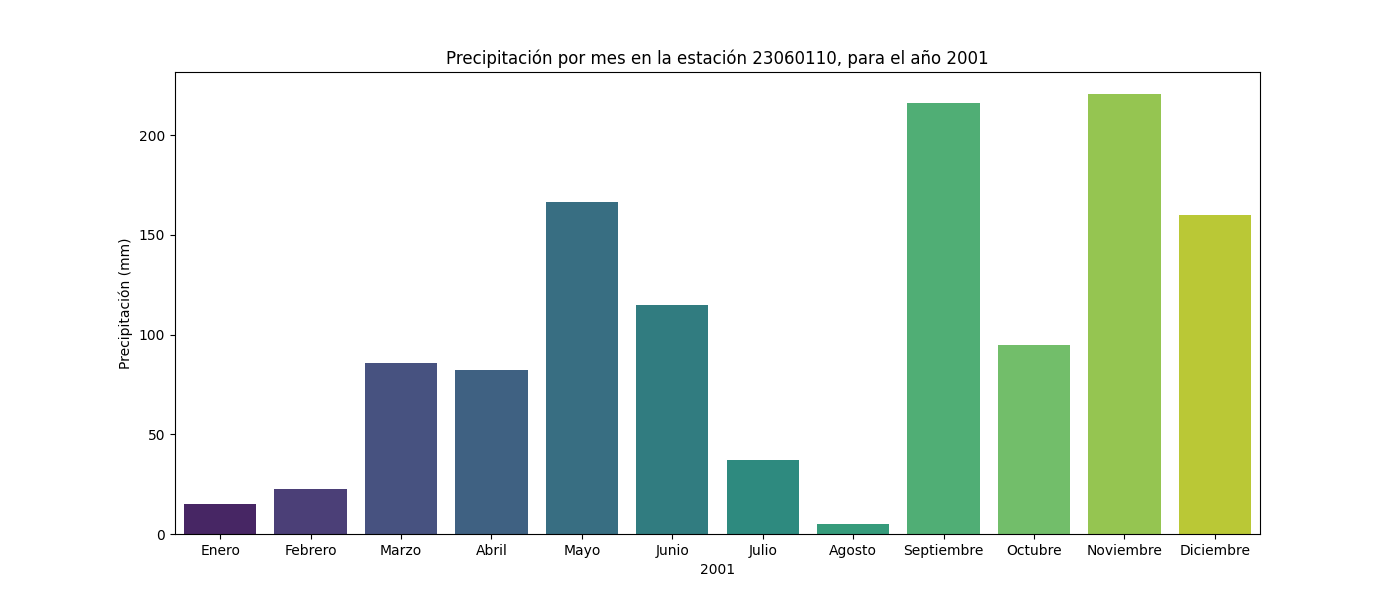 Precipitación por mes en la estación 23060110, para el año 2001
Precipitación (mm)
200
150
100
50
0
Enero Febrero Marzo Abril Mayo Junio Julio Agosto Septiembre Octubre Noviembre Diciembre
2001